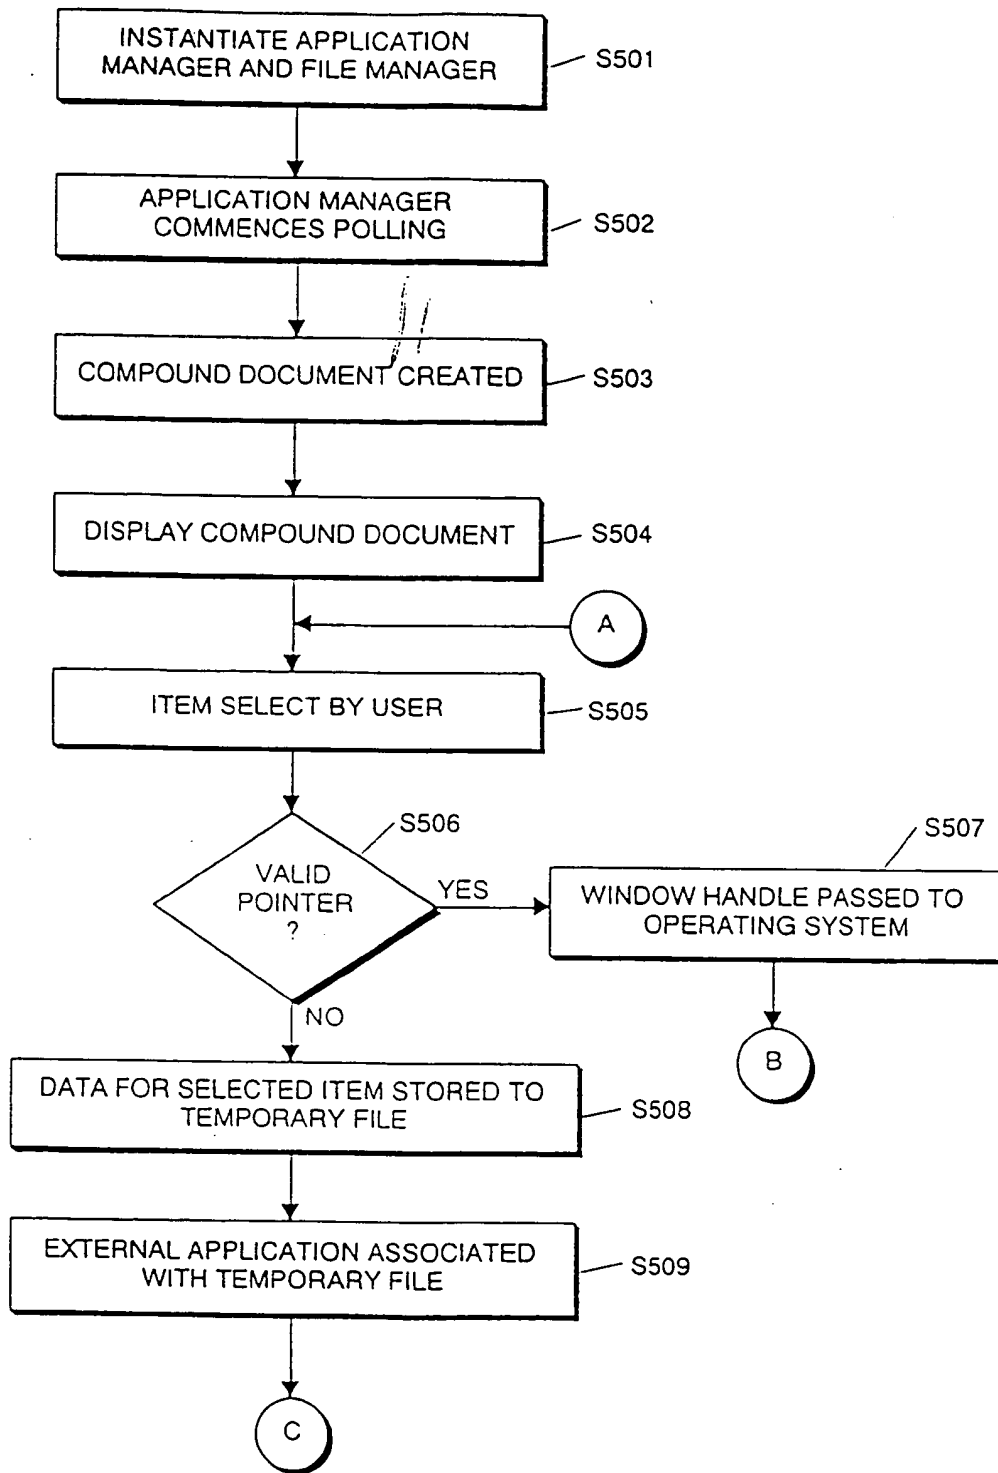 INSTANTIATE APPLICATION
MANAGER AND FILE MANAGER
S501
APPLICATION MANAGER
COMMENCES POLLING
S502
COMPOUND DOCUMENT CREATED
S503
DISPLAY COMPOUND DOCUMENT
S504
A
ITEM SELECT BY USER
S505
S506
VALID
POINTER
?
YES
S507
WINDOW HANDLE PASSED TO
OPERATING SYSTEM
B
NO
DATA FOR SELECTED ITEM STORED TO
TEMPORARY FILE
S508
EXTERNAL APPLICATION ASSOCIATED
WITH TEMPORARY FILE
S509
C